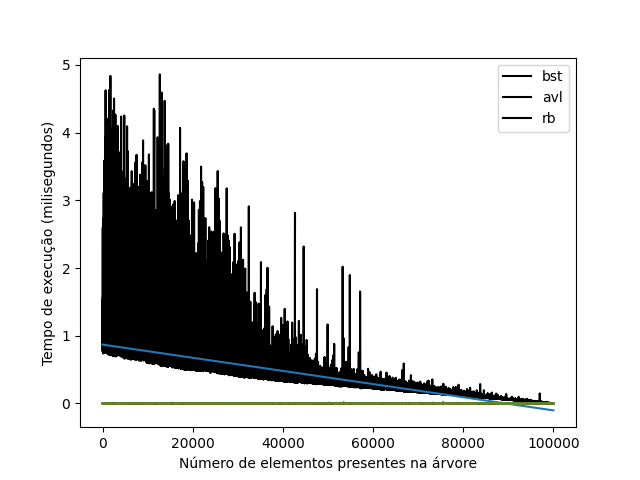 5
4
3
2
1
0
Tempo de execução (milisegundos)
bst
avl
rb
0
20000
40000
60000
80000
100000
Número de elementos presentes na árvore